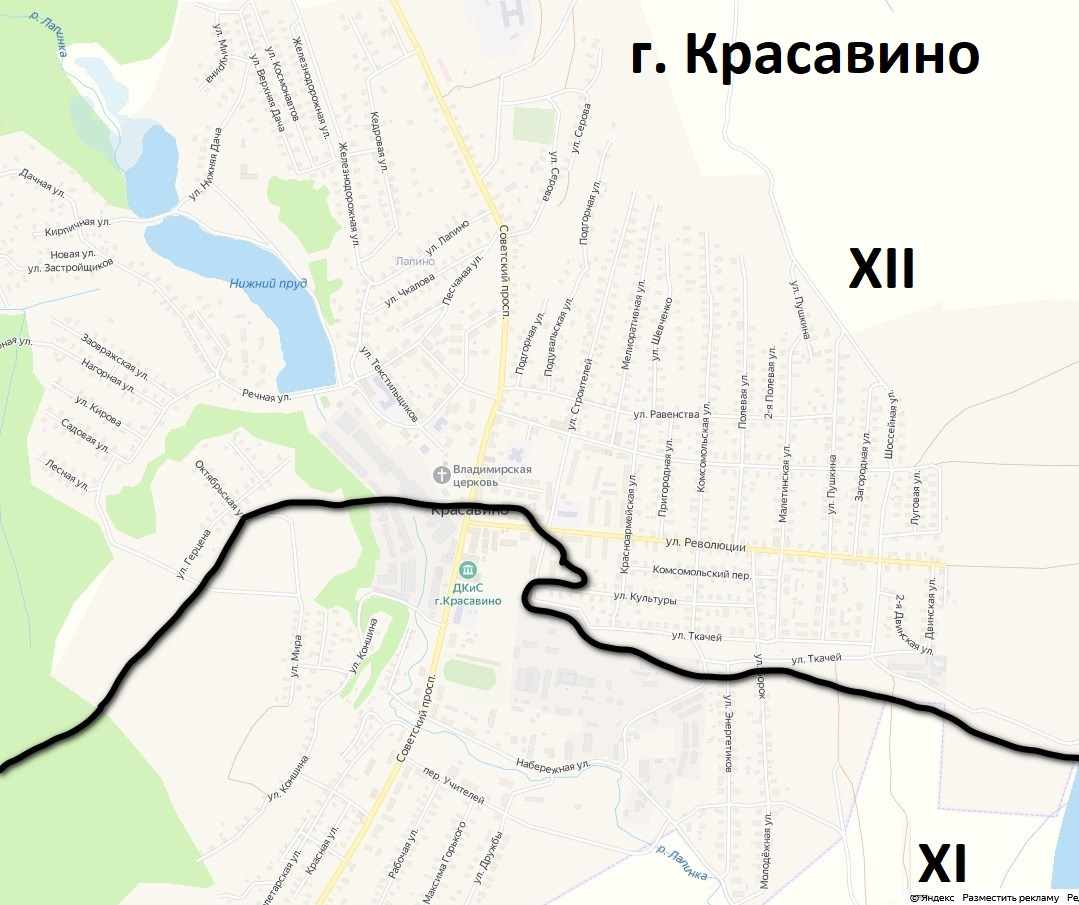 г. Красавино
р. Лапинка
ул. Мичурина
ул. Верхняя Дача
ул. Космонавтов
Железнодорожная ул.
Кедровая ул.
Железнодорожная ул.
ул. Нижняя Дача
ул. Серова
ул. Серова
Подгорная ул.
Дачная ул.
Кирпичная ул.
Новая ул.
ул. Застройщиков
Нижний пруд
ул. Лапино
Лапино
ул. Чкалова
Песчаная ул.
Советский просп.
XII
ул. Пушкина
Подгорная ул.
Подувальская ул.
ул. Строителей
Мелиоративная ул.
ул. Шевченко
Полевая ул.
2-я Полевая ул.
Заовражская ул.
Нагорная ул.
ул. Кирова
Садовая ул.
Лесная ул.
Речная ул.
ул. Текстильщиков
ул. Равенства
Комсомольская ул.
Пригородная ул.
Красноармейская ул.
Малетинская ул.
ул. Пушкина
Загородная ул.
Шоссейная ул.
Луговая ул.
Владимирская
церковь
Октябрьская у
ул. Герцена
Красавино
ул. Революции
Комсомольский пер.
ул. Культуры
ул. Ткачей
ул. Ткачей
2-я Двинская ул.
Двинская ул.
ДКиС
г.Красавино
ул. Мира
ул. Коншина
ул. Коншина
Советский просп.
ул. Энергетиков
Набережная ул.
пер. Учителей
Молодёжная ул.
Красная ул.
Рабочая ул.
Максима Горького
ул. Дружбы
р. Лапинка
XI
© Яндекс Разместить рекламу